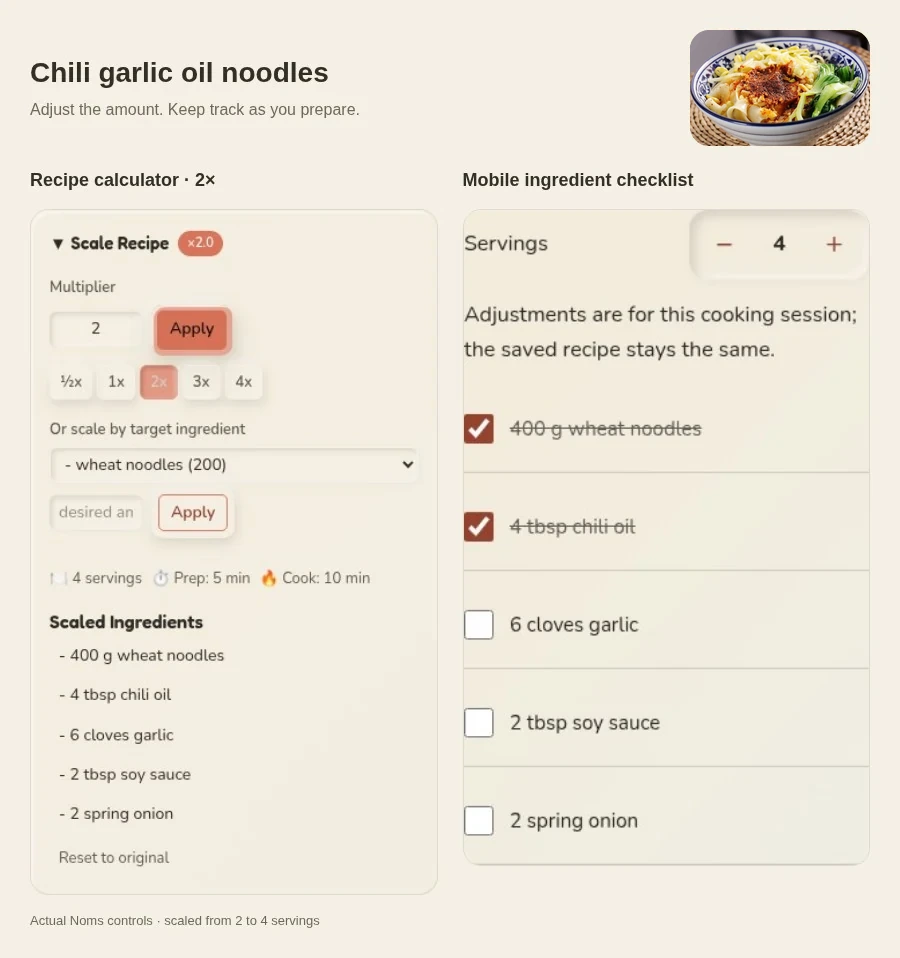 Chili garlic oil noodles
Adjust the amount. Keep track as you prepare.
Recipe calculator · 2×
▼ Scale Recipe ×2.0
Multiplier
2 Apply
½x 1x 2x 3x 4x
Or scale by target ingredient
- wheat noodles (200)
desired an Apply
🍽️ 4 servings ⏱️ Prep: 5 min 🔥 Cook: 10 min
Scaled Ingredients
- 400 g wheat noodles
- 4 tbsp chili oil
- 6 cloves garlic
- 2 tbsp soy sauce
- 2 spring onion
Reset to original
Mobile ingredient checklist
Servings − 4 +
Adjustments are for this cooking session;
the saved recipe stays the same.
400 g wheat noodles
4 tbsp chili oil
6 cloves garlic
2 tbsp soy sauce
2 spring onion
Actual Noms controls · scaled from 2 to 4 servings